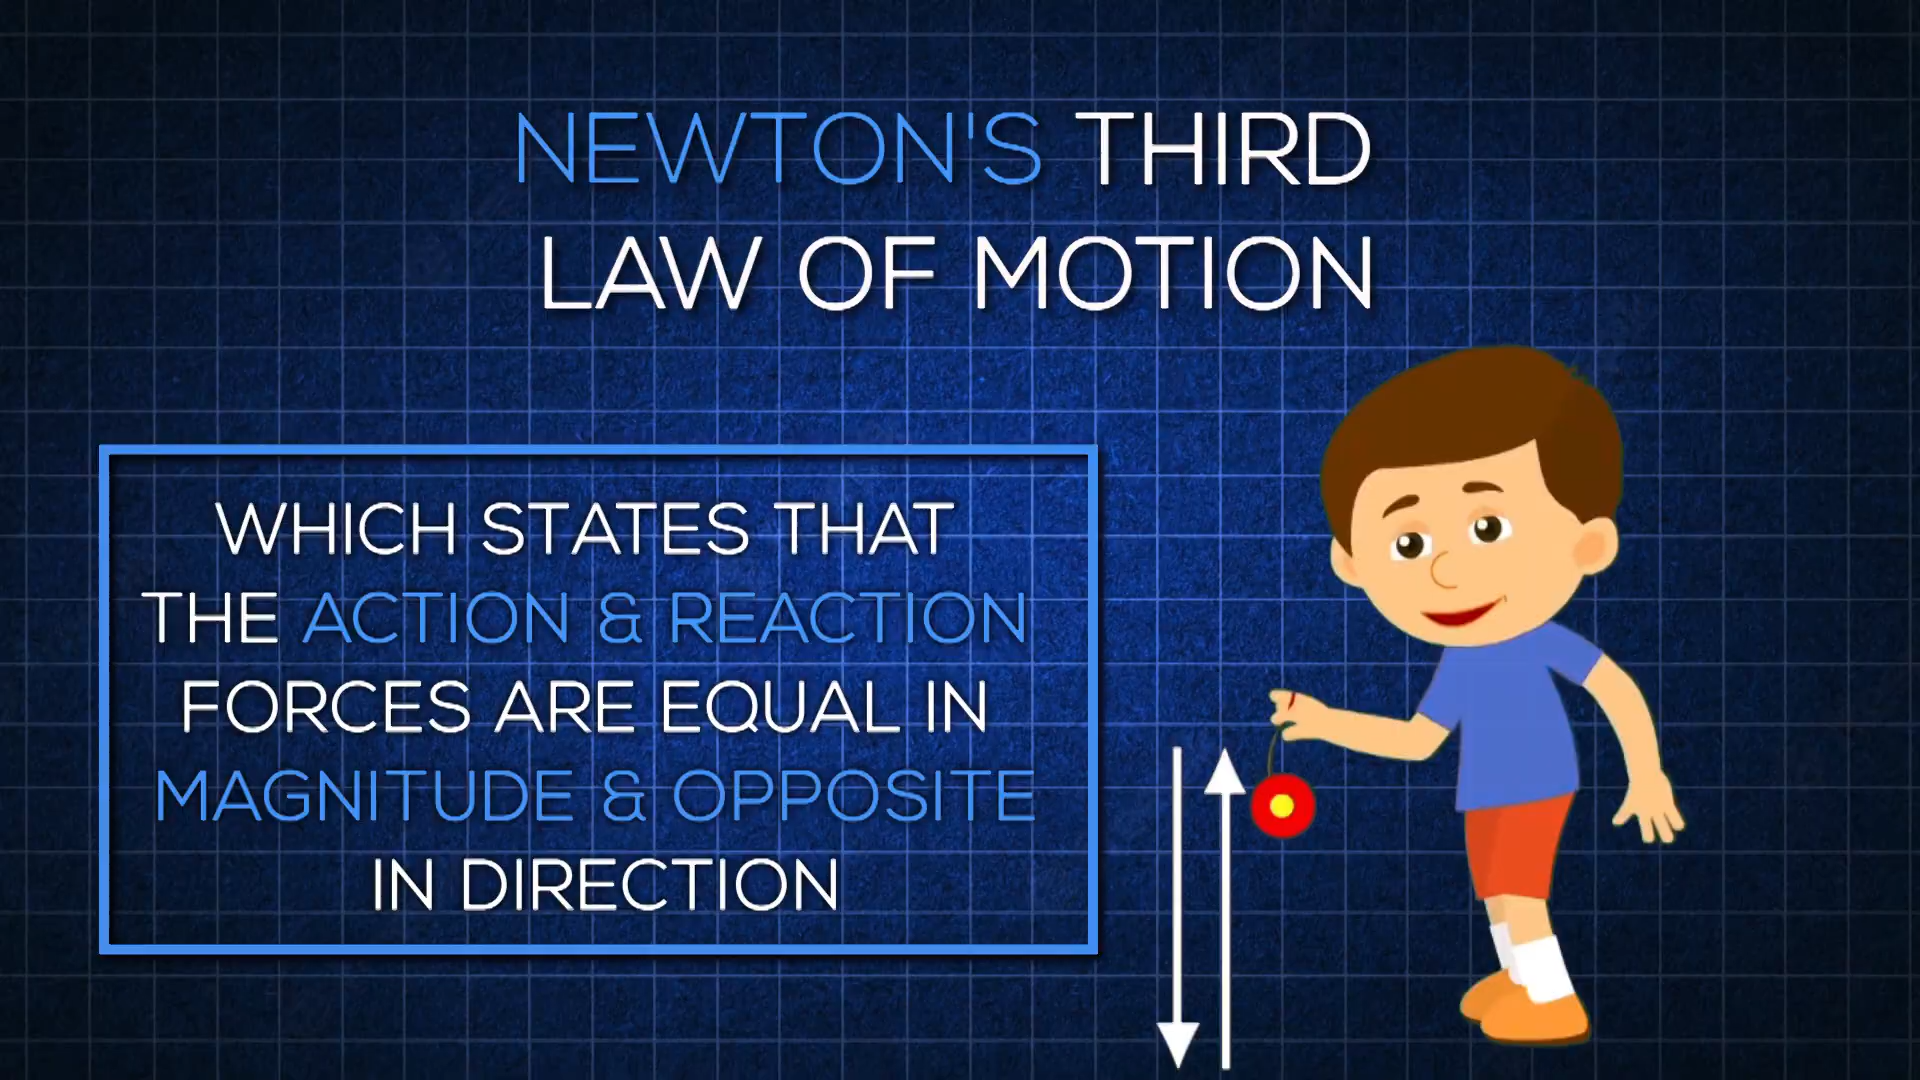 NEWTON'S THIRD
LAW OF MOTION
WHICH STATES THAT
THE ACTION & REACTION
FORCES ARE EQUAL IN
MAGNITUDE & OPPOSITE
IN DIRECTION